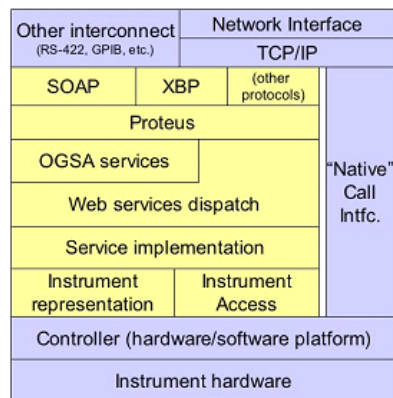 Other interconnect
(RS-422, GPIB, etc.)
Network Interface
TCP/IP
SOAP
XBP
(other
protocols)
Proteus
OGSA services
Web services dispatch
Service implementation
Instrument
representation
Instrument
Access
"Native"
Call
Intfc.
Controller (hardware/software platform)
Instrument hardware